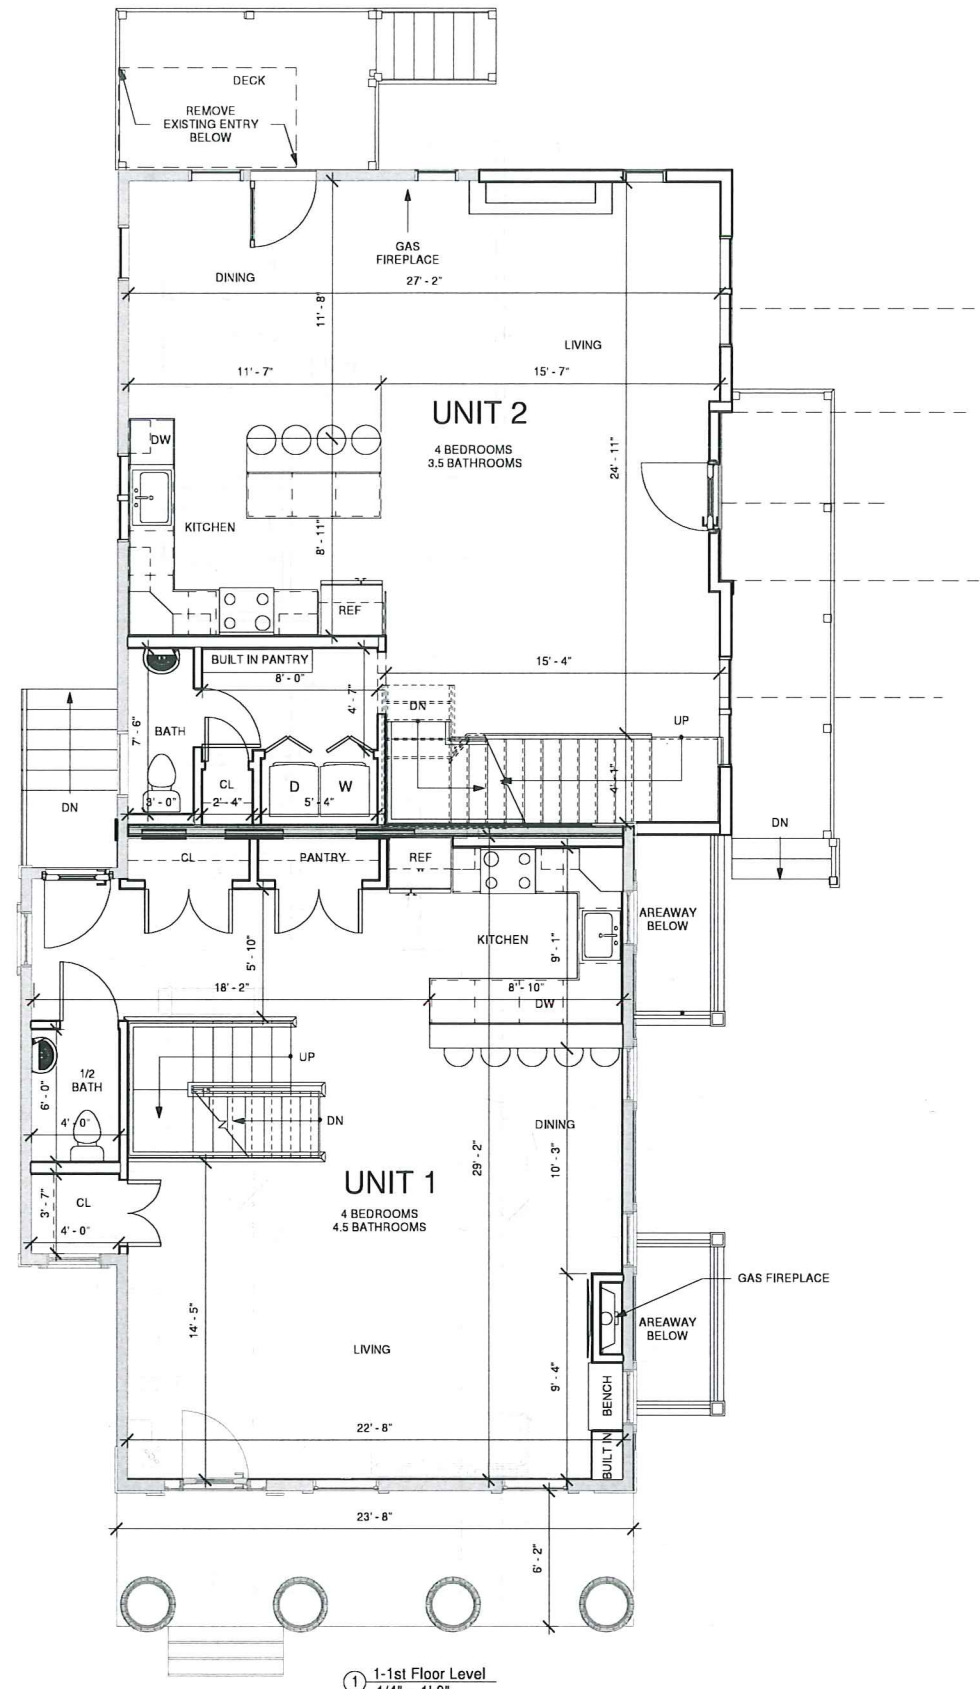 DECK
REMOVE
EXISTING ENTRY
BELOW
GAS
FIREPLACE
DINING
27' - 2"
11' - 8"
LIVING
11' - 7"
15' - 7"
UNIT 2
4 BEDROOMS
3.5 BATHROOMS
24' - 11"
DW
KITCHEN
8' - 11"
REF
BUILT IN PANTRY
8' - 0"
15' - 4"
4' - 7"
7' - 6"
BATH
DN
UP
CL
D
W
4' - 1"
3' - 0"
2' - 4"
5' - 4"
DN
DN
CL
PANTRY
REF
AREAWAY
BELOW
KITCHEN
9' - 1"
5' - 10"
18' - 2"
8' - 10"
DW
UP
1/2
BATH
6' - 0"
4' - 0"
DN
DINING
29' - 2"
10' - 3"
UNIT 1
4 BEDROOMS
4.5 BATHROOMS
CL
3' - 7"
4' - 0"
GAS FIREPLACE
AREAWAY
BELOW
14' - 5"
LIVING
9' - 4"
BENCH
22' - 8"
BUILT IN
23' - 8"
6' - 2"
1
1-1st Floor Level